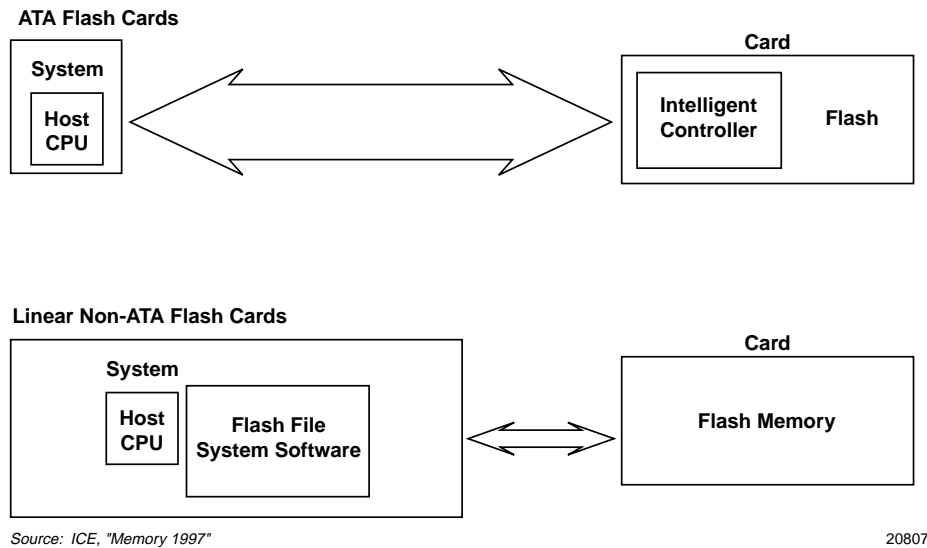 ATA Flash Cards
System
Host
CPU
Card
Intelligent
Controller
Flash
Linear Non-ATA Flash Cards
System
Host
CPU
Flash File
System Software
Card
Flash Memory
Source: ICE, "Memory 1997"
20807